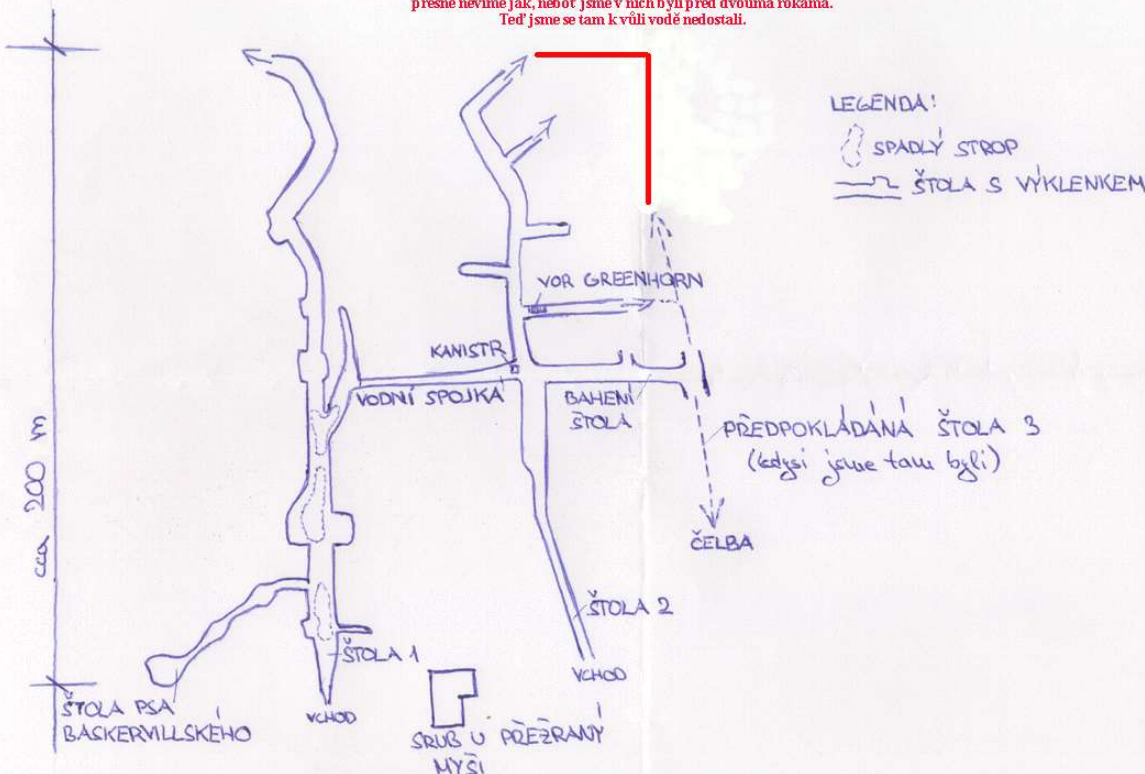 přesně nevíme jak, neboť jsme v nich byli před dvouma rokama.
Teď jsme se tam k vůli vodě nedostali.
LEGENDA:
SPADLÝ STROP
ŠTOLA S VÝKLENKEM
VOR GREENHORN
KANISTR
VODNÍ SPOJKA
BAHENÍ
ŠTOLA
PŘEDPOKLÁDANÁ ŠTOLA 3
(kdysi jsme tam byli)
cca 200 m
ČELBA
ŠTOLA 2
ŠTOLA 1
VCHOD
ŠTOLA PSA
BASKERVILLSKÉHO
VCHOD
SRUB U PŘEŽRANÝ
MYŠI